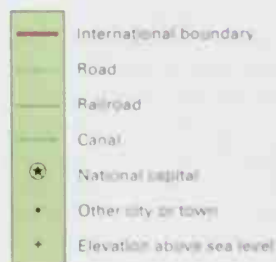 International boundary
Road
Railroad
Canal
National capital
Other city or town
Elevation above sea level